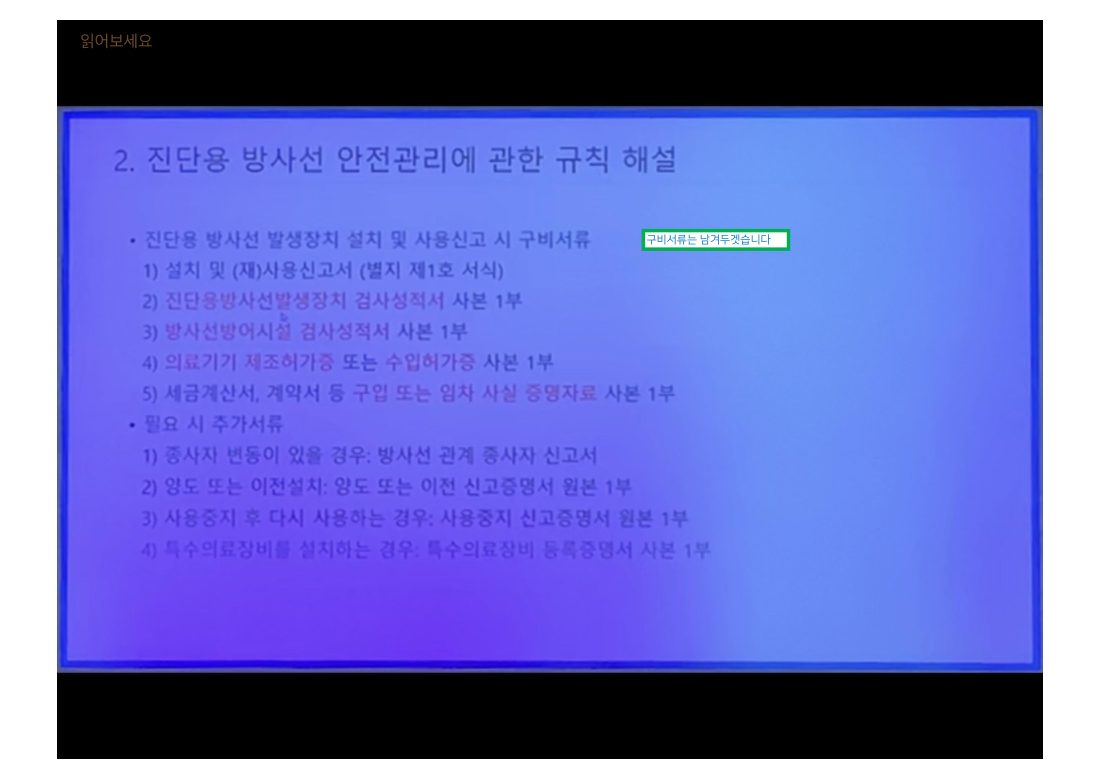 읽어보세요
2. 진단용 방사선 안전관리에 관한 규칙 해설
• 진단용 방사선 발생장치 설치 및 사용신고 시 구비서류
구비서류는 남겨두겟습니다
1) 설치 및 (재)사용신고서 (별지 제1호 서식)
2) 진단용방사선발생장치 검사성적서 사본 1부
3) 방사선방어시설 검사성적서 사본 1부
4) 의료기기 제조허가증 또는 수입허가증 사본 1부
5) 세금계산서, 계약서 등 구입 또는 임차 사실 증명자료 사본 1부
• 필요 시 추가서류
1) 종사자 변동이 있을 경우: 방사선 관계 종사자 신고서
2) 양도 또는 이전설치: 양도 또는 이전 신고증명서 원본 1부
3) 사용중지 후 다시 사용하는 경우: 사용중지 신고증명서 원본 1부
4) 특수의료장비를 설치하는 경우: 특수의료장비 등록증명서 사본 1부